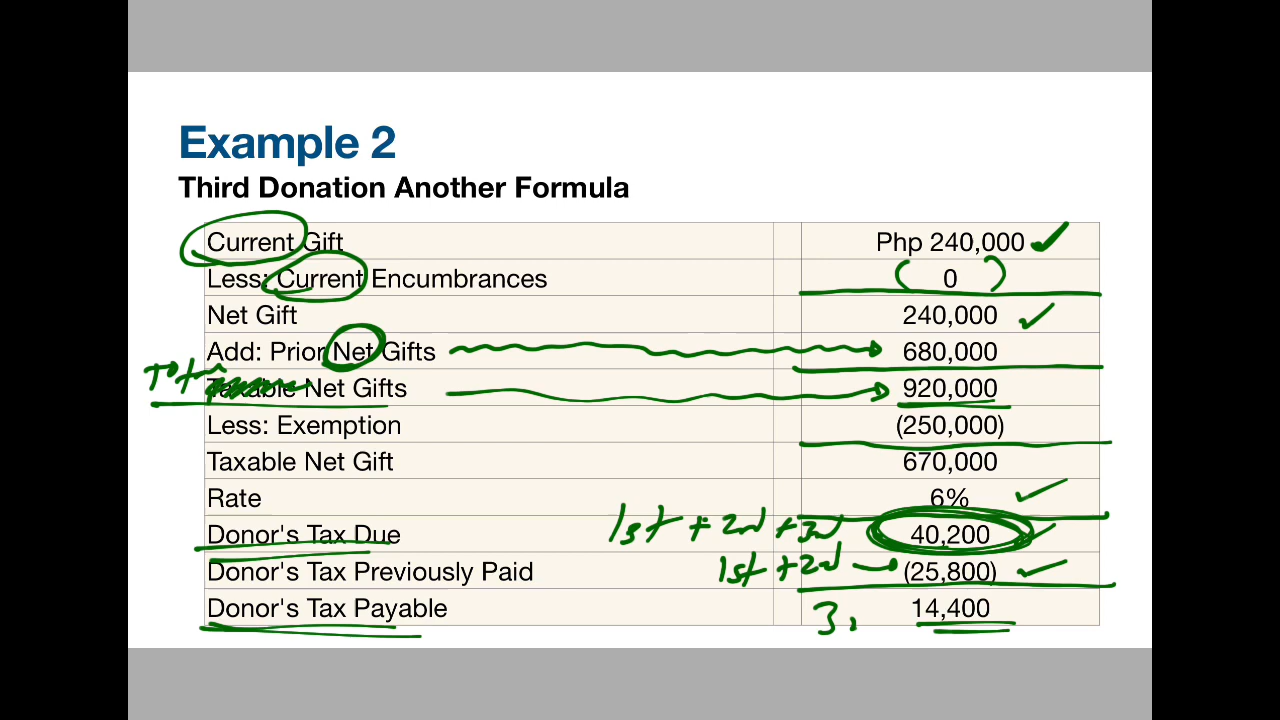 Example 2
Third Donation Another Formula
Current Gift Php 240,000
Less: Current Encumbrances ( 0 )
Net Gift 240,000
Add: Prior Net Gifts 680,000
Total Taxable Net Gifts 920,000
Less: Exemption (250,000)
Taxable Net Gift 670,000
Rate 6%
Donor's Tax Due 1st + 2nd + 3rd 40,200
Donor's Tax Previously Paid 1st + 2nd (25,800)
Donor's Tax Payable 14,400